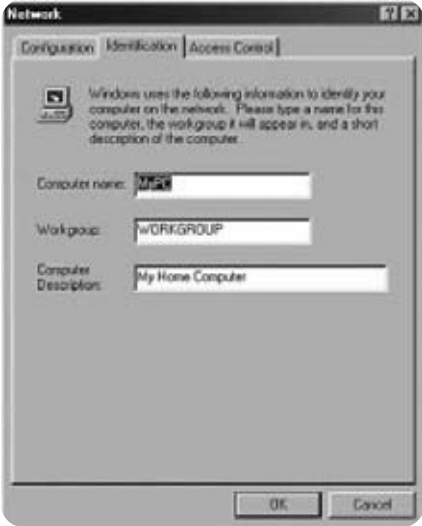 Network
Configuration Identification Access Control
Windows uses the following information to identify your
computer on the network. Please type a name for this
computer, the workgroup it will appear in, and a short
description of the computer.
Computer name: MyPC
Workgroup: WORKGROUP
Computer
Description: My Home Computer
OK Cancel